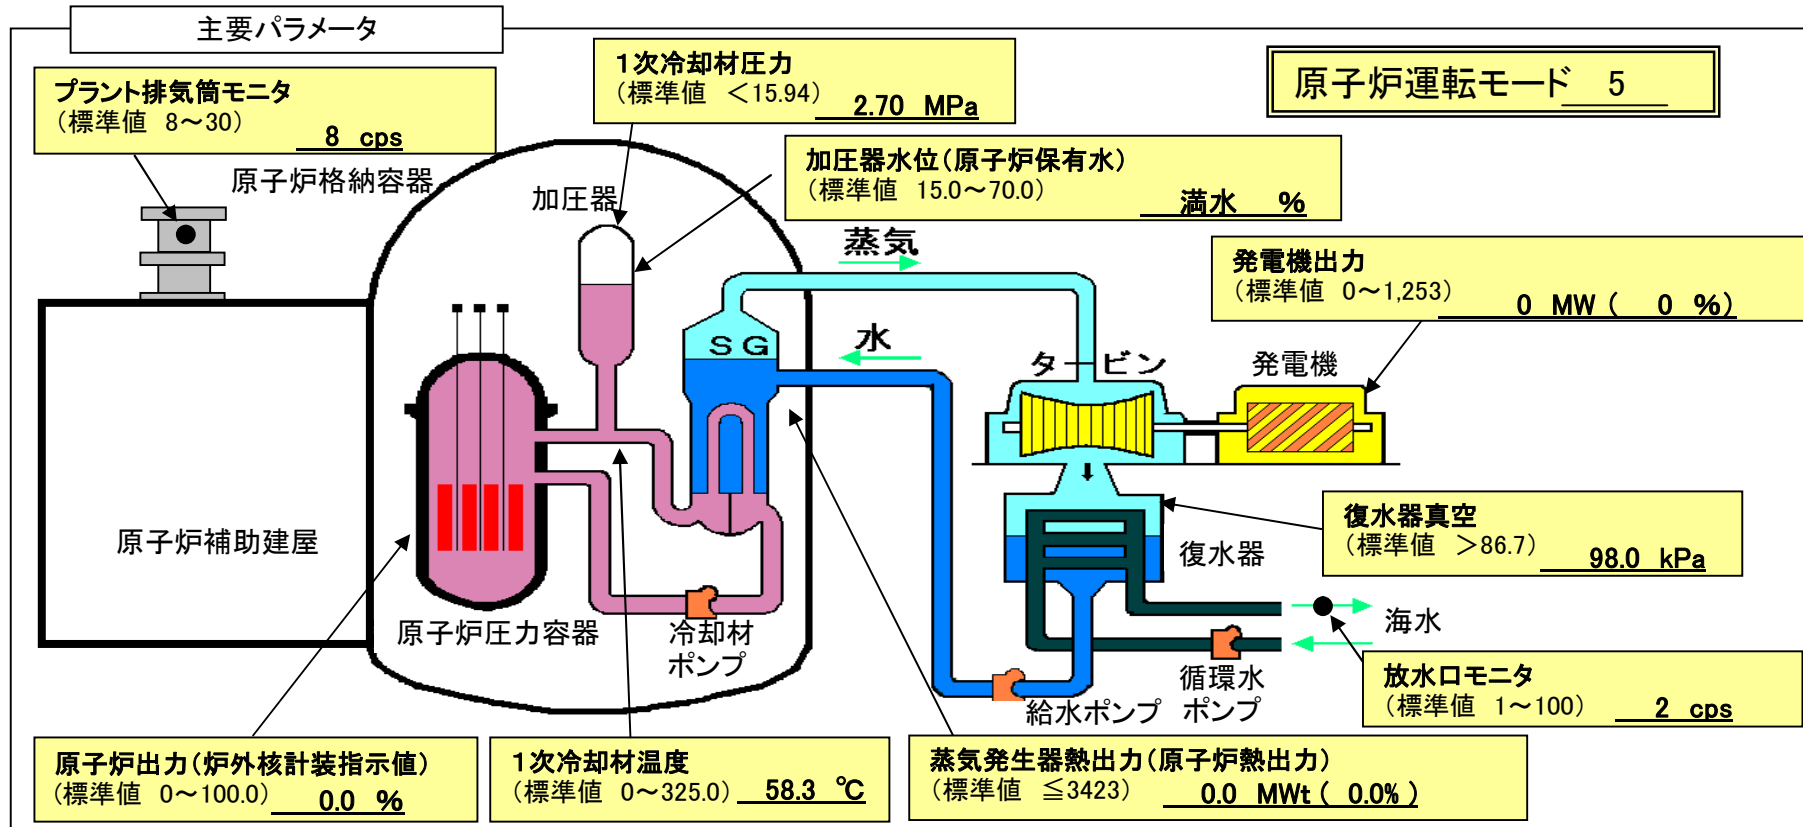 主要パラメータ
プラント排気筒モニタ
(標準値 8～30) 8 cps
1次冷却材圧力
(標準値 ＜15.94) 2.70 MPa
原子炉運転モード 5
加圧器水位(原子炉保有水)
(標準値 15.0～70.0) 満水 %
原子炉格納容器
加圧器
蒸気
発電機出力
(標準値 0～1,253) 0 MW ( 0 %)
SG
水
タービン
発電機
原子炉補助建屋
復水器真空
(標準値 ＞86.7) 98.0 kPa
復水器
海水
原子炉圧力容器
冷却材
ポンプ
給水ポンプ
循環水
ポンプ
放水口モニタ
(標準値 1～100) 2 cps
原子炉出力(炉外核計装指示値)
(標準値 0～100.0) 0.0 %
1次冷却材温度
(標準値 0～325.0) 58.3 ℃
蒸気発生器熱出力(原子炉熱出力)
(標準値 ≦3423) 0.0 MWt ( 0.0% )